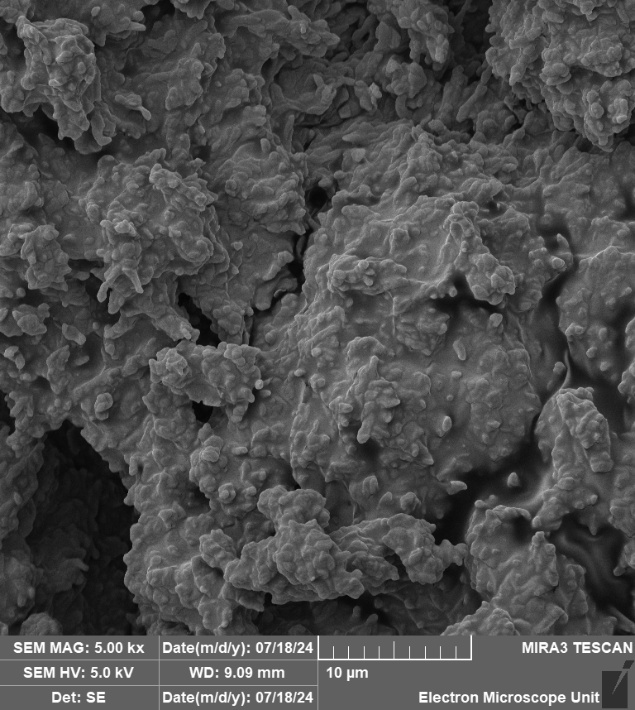 SEM MAG: 5.00 kx Date(m/d/y): 07/18/24 MIRA3 TESCAN
SEM HV: 5.0 kV WD: 9.09 mm 10 µm
Det: SE Date(m/d/y): 07/18/24 Electron Microscope Unit